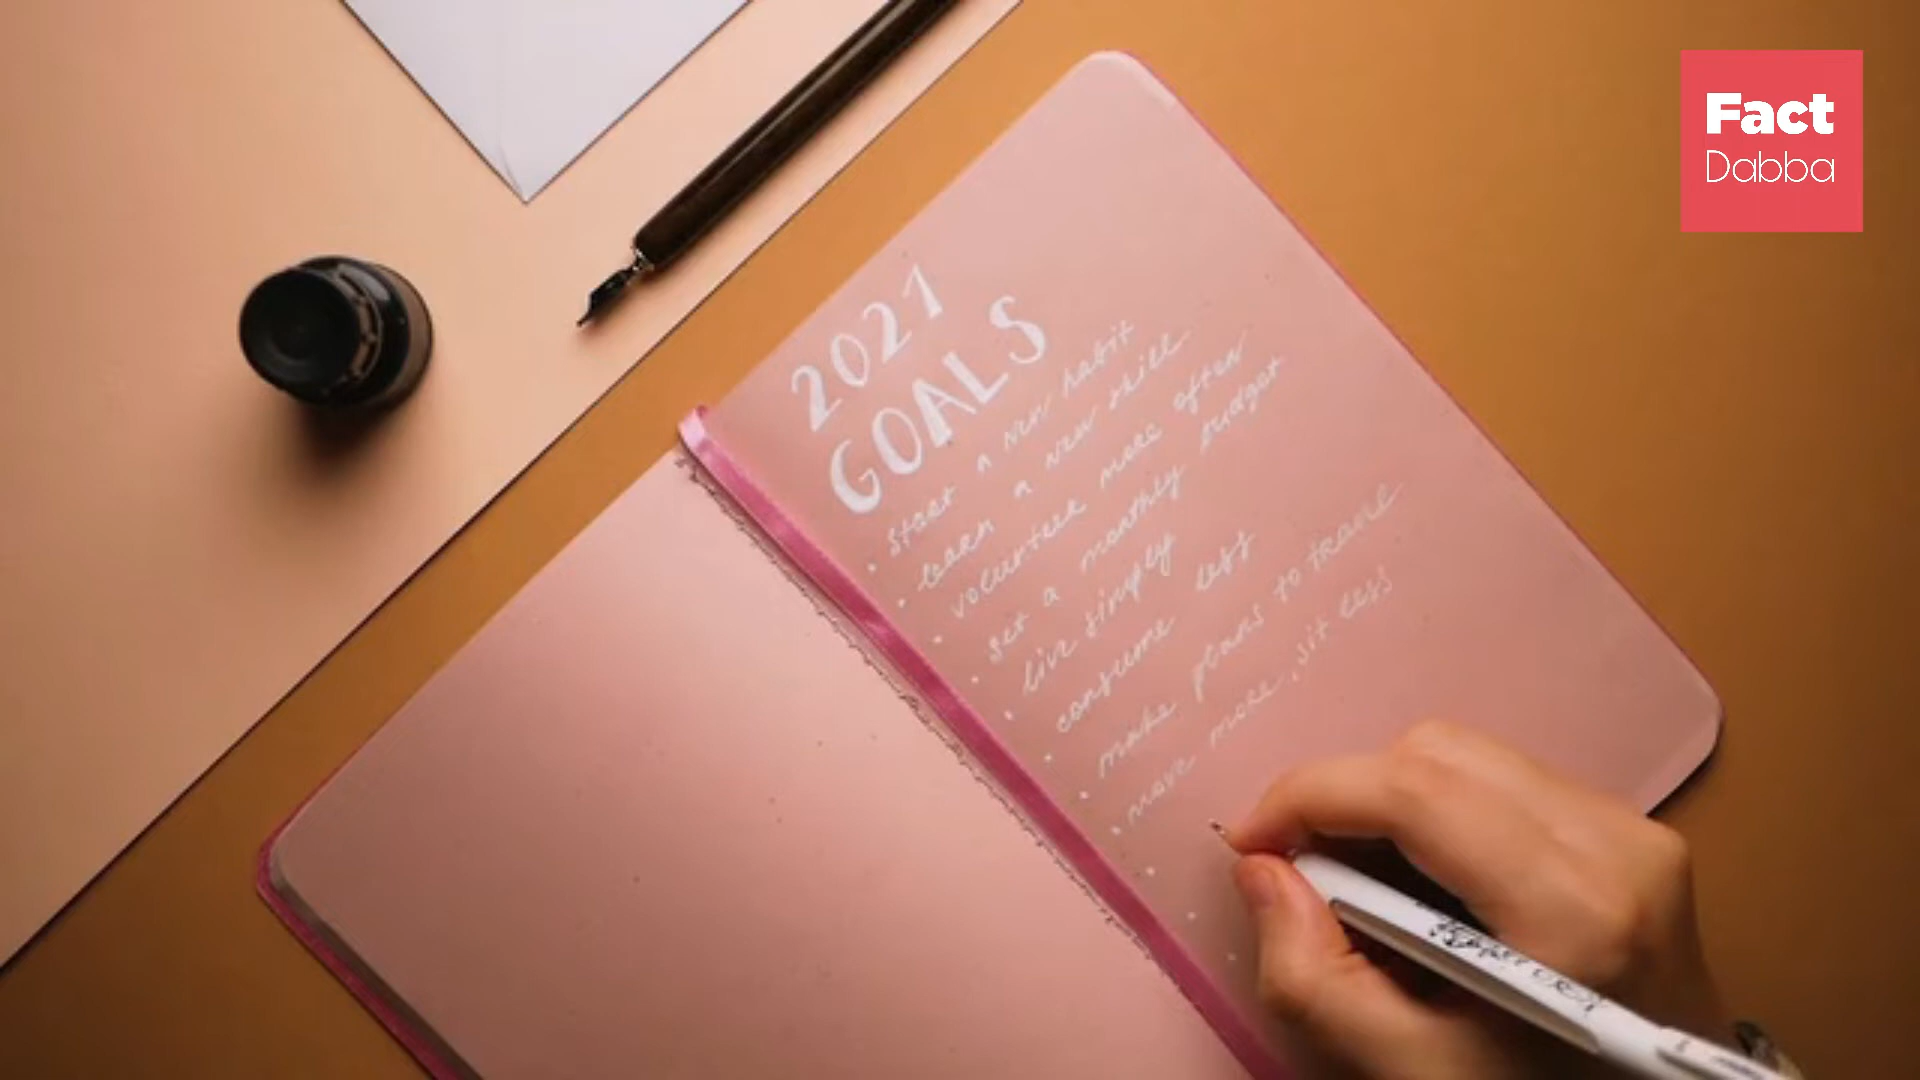 Fact
Dabba
2021
GOALS
start a new habit
learn a new skill
volunteer more often
set a monthly budget
live simply
consume less
make plans to travel
move more, sit less